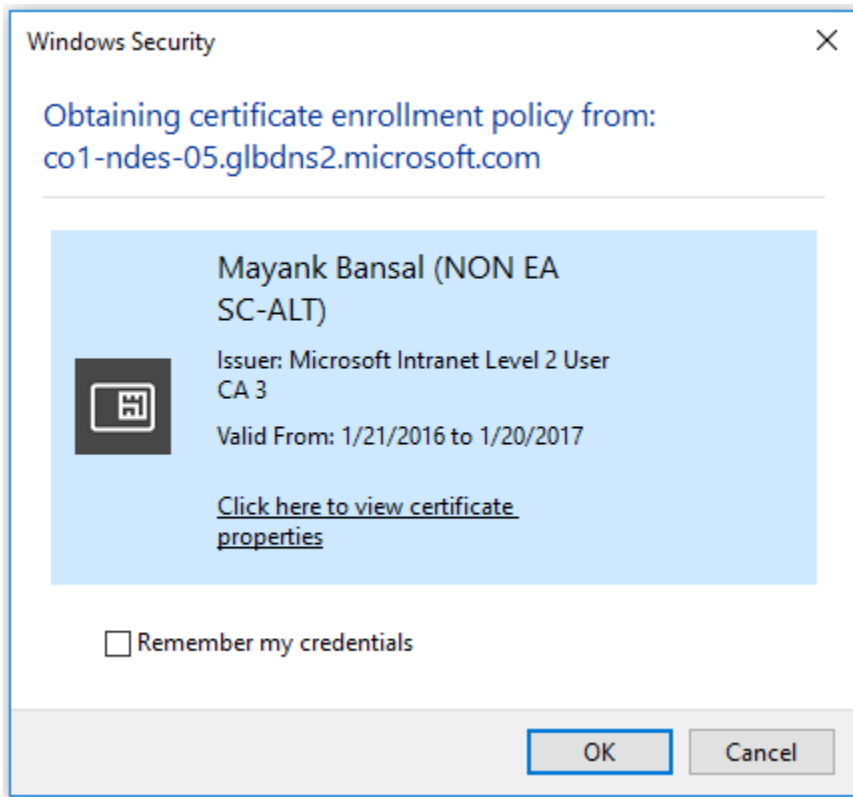 Windows Security
Obtaining certificate enrollment policy from:
co1-ndes-05.glbdns2.microsoft.com
Mayank Bansal (NON EA
SC-ALT)
Issuer: Microsoft Intranet Level 2 User
CA 3
Valid From: 1/21/2016 to 1/20/2017
Click here to view certificate
properties
Remember my credentials
OK
Cancel